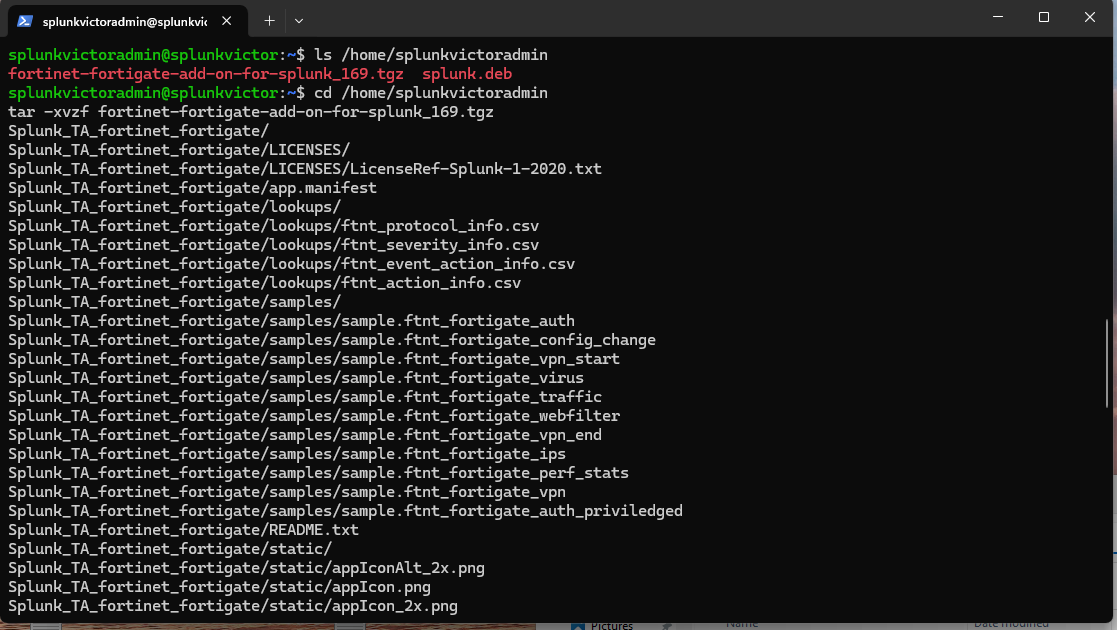 splunkvictoradmin@splunkvic
splunkvictoradmin@splunkvictor:~$ ls /home/splunkvictoradmin
fortinet-fortigate-add-on-for-splunk_169.tgz  splunk.deb
splunkvictoradmin@splunkvictor:~$ cd /home/splunkvictoradmin
tar -xvzf fortinet-fortigate-add-on-for-splunk_169.tgz
Splunk_TA_fortinet_fortigate/
Splunk_TA_fortinet_fortigate/LICENSES/
Splunk_TA_fortinet_fortigate/LICENSES/LicenseRef-Splunk-1-2020.txt
Splunk_TA_fortinet_fortigate/app.manifest
Splunk_TA_fortinet_fortigate/lookups/
Splunk_TA_fortinet_fortigate/lookups/ftnt_protocol_info.csv
Splunk_TA_fortinet_fortigate/lookups/ftnt_severity_info.csv
Splunk_TA_fortinet_fortigate/lookups/ftnt_event_action_info.csv
Splunk_TA_fortinet_fortigate/lookups/ftnt_action_info.csv
Splunk_TA_fortinet_fortigate/samples/
Splunk_TA_fortinet_fortigate/samples/sample.ftnt_fortigate_auth
Splunk_TA_fortinet_fortigate/samples/sample.ftnt_fortigate_config_change
Splunk_TA_fortinet_fortigate/samples/sample.ftnt_fortigate_vpn_start
Splunk_TA_fortinet_fortigate/samples/sample.ftnt_fortigate_virus
Splunk_TA_fortinet_fortigate/samples/sample.ftnt_fortigate_traffic
Splunk_TA_fortinet_fortigate/samples/sample.ftnt_fortigate_webfilter
Splunk_TA_fortinet_fortigate/samples/sample.ftnt_fortigate_vpn_end
Splunk_TA_fortinet_fortigate/samples/sample.ftnt_fortigate_ips
Splunk_TA_fortinet_fortigate/samples/sample.ftnt_fortigate_perf_stats
Splunk_TA_fortinet_fortigate/samples/sample.ftnt_fortigate_vpn
Splunk_TA_fortinet_fortigate/samples/sample.ftnt_fortigate_auth_priviledged
Splunk_TA_fortinet_fortigate/README.txt
Splunk_TA_fortinet_fortigate/static/
Splunk_TA_fortinet_fortigate/static/appIconAlt_2x.png
Splunk_TA_fortinet_fortigate/static/appIcon.png
Splunk_TA_fortinet_fortigate/static/appIcon_2x.png
Pictures Name Date modified